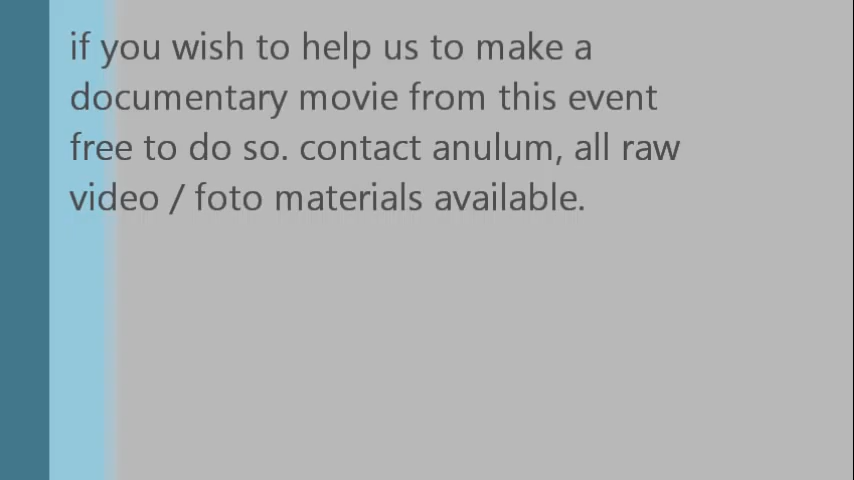 if you wish to help us to make a
documentary movie from this event
free to do so. contact anulum, all raw
video / foto materials available.